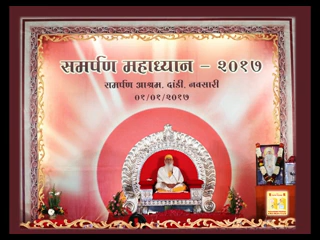 समर्पण महाध्यान - २०१७
समर्पण आश्रम, दांडी, नवसारी
०१/०१/२०१७